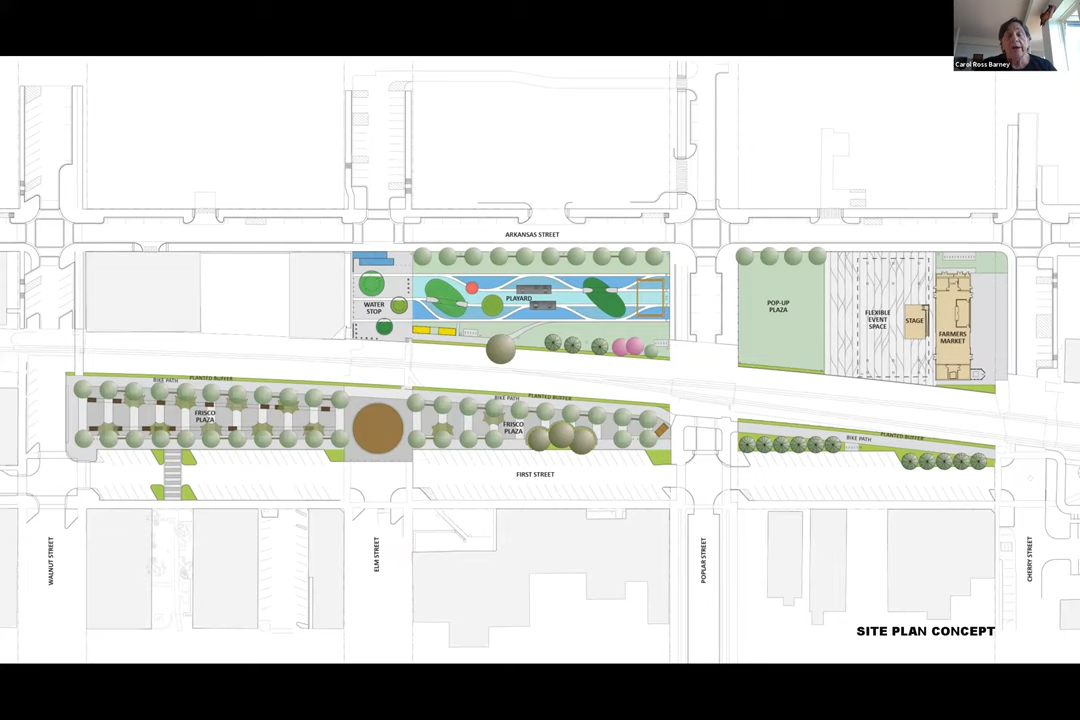 Carol Ross Barney
ARKANSAS STREET
WATER
STOP
PLAYARD
POP-UP
PLAZA
FLEXIBLE
EVENT
SPACE
STAGE
FARMERS
MARKET
BIKE PATH
PLANTED BUFFER
FRISCO
PLAZA
BIKE PATH
PLANTED BUFFER
FRISCO
PLAZA
BIKE PATH
PLANTED BUFFER
FIRST STREET
WALNUT STREET
ELM STREET
POPLAR STREET
CHERRY STREET
SITE PLAN CONCEPT